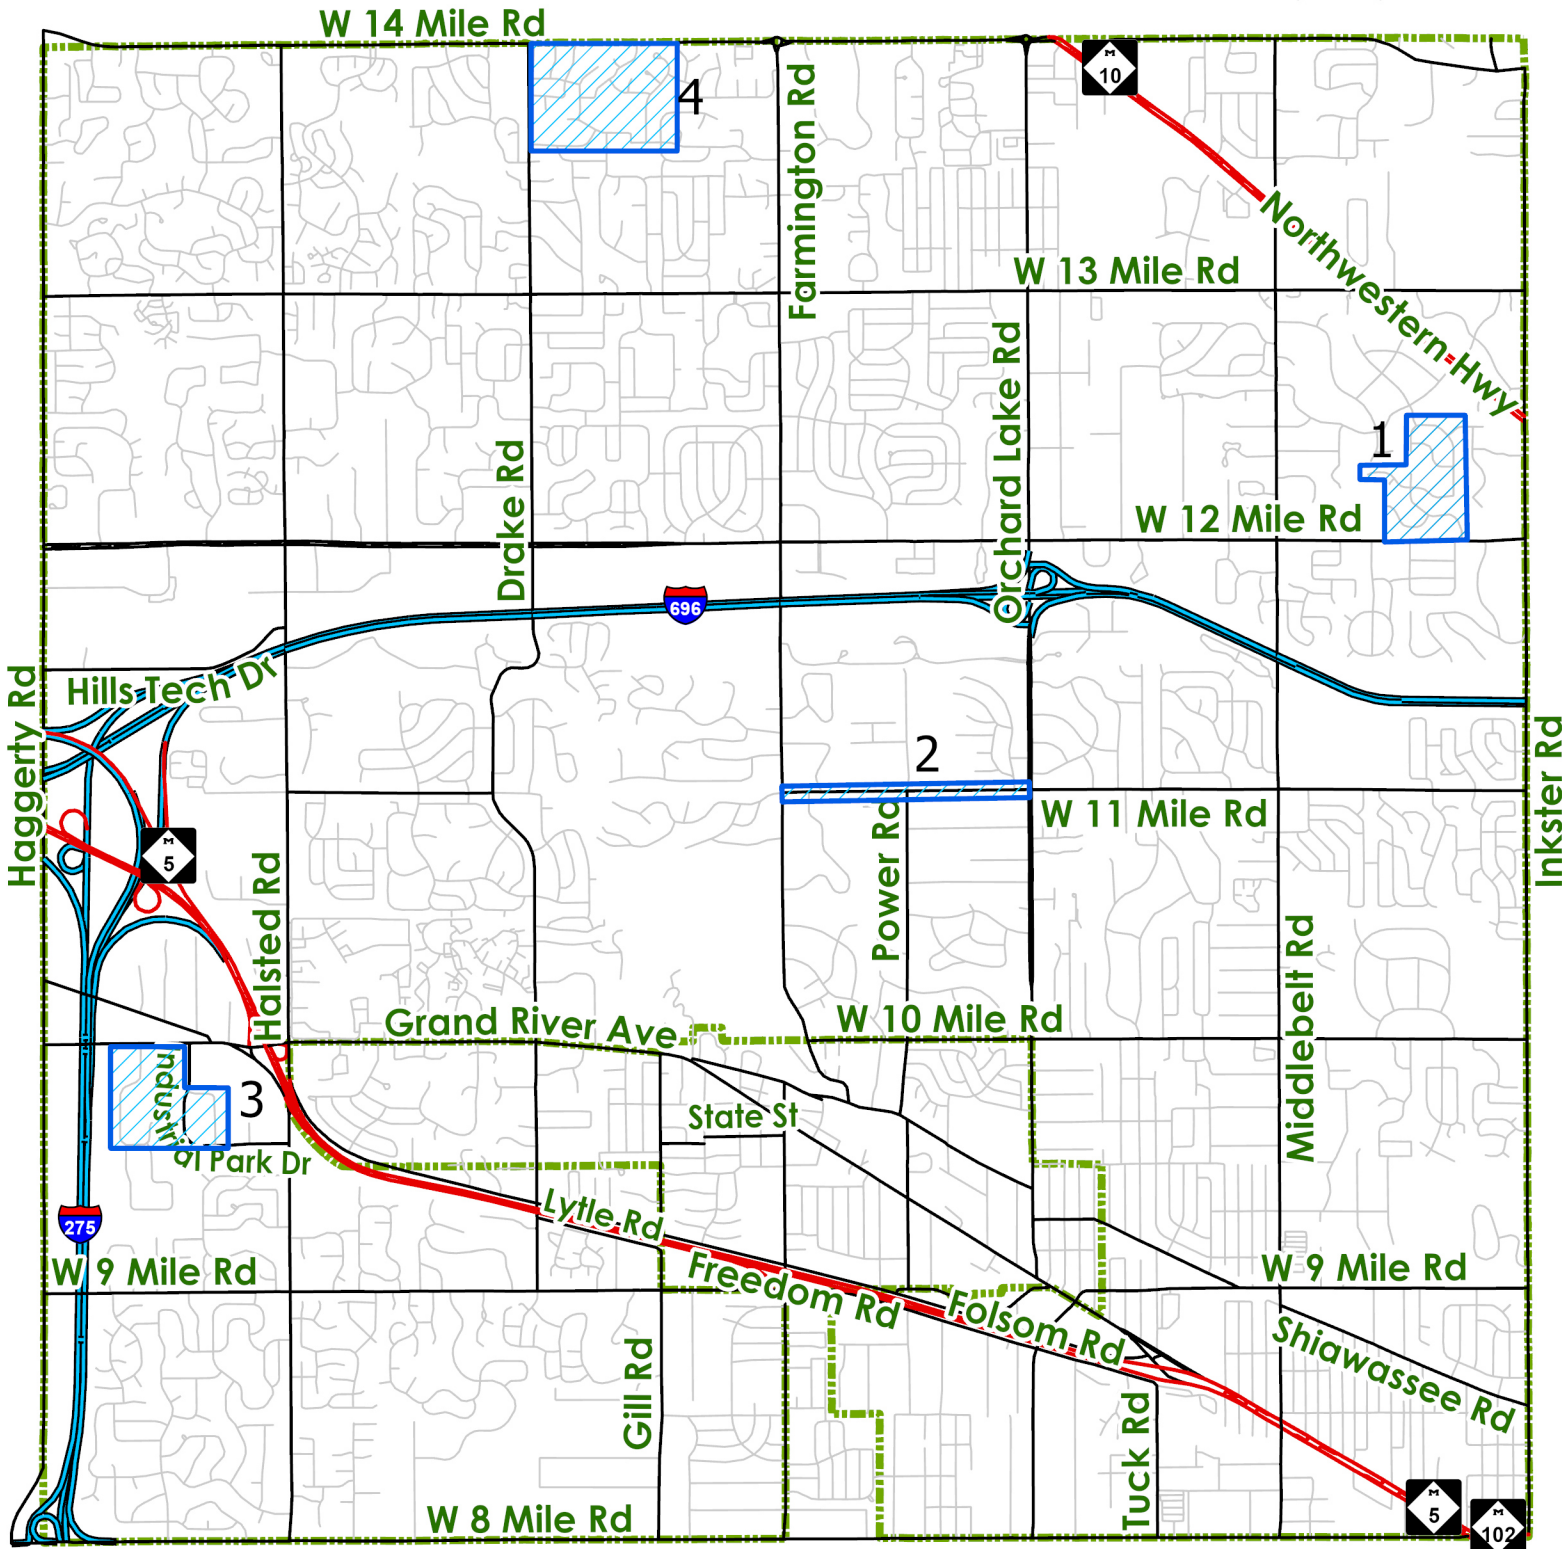 W 14 Mile Rd
M
10
4
Farmington Rd
Northwestern Hwy
W 13 Mile Rd
Orchard Lake Rd
1
Drake Rd
W 12 Mile Rd
696
Hills Tech Dr
Haggerty Rd
2
Inkster Rd
W 11 Mile Rd
Power Rd
M
5
Halsted Rd
Middlebelt Rd
Grand River Ave
W 10 Mile Rd
3
Industrial Park Dr
State St
275
Lytle Rd
W 9 Mile Rd
Freedom Rd
Folsom Rd
W 9 Mile Rd
Shiawassee Rd
Gill Rd
Tuck Rd
W 8 Mile Rd
M
5
M
102